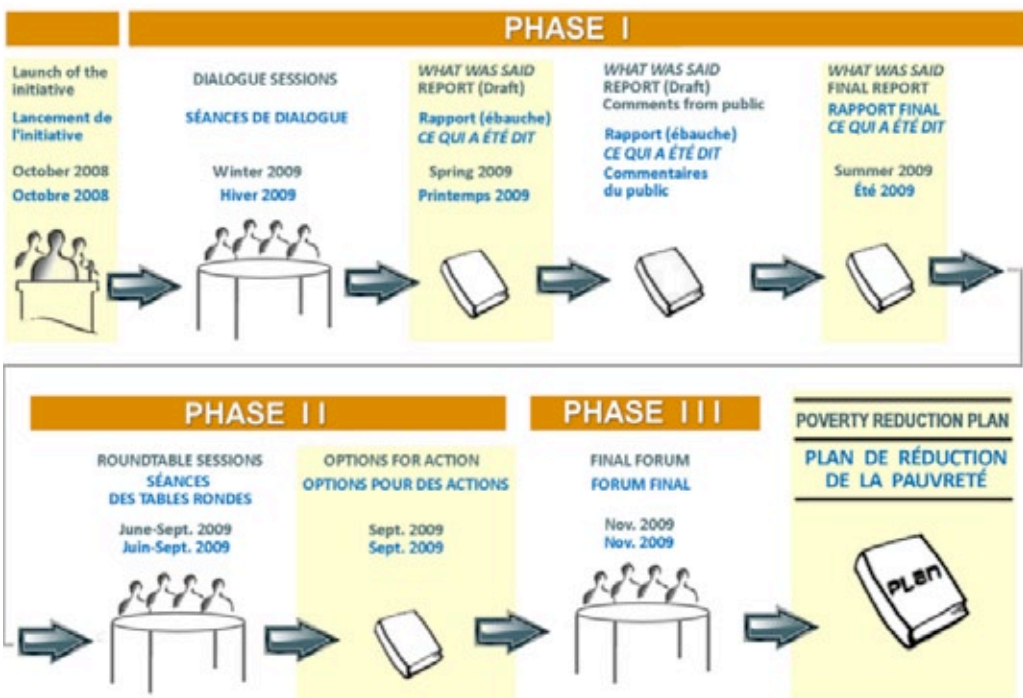 PHASE I
Launch of the
initiative
Lancement de
l'initiative
October 2008
Octobre 2008
DIALOGUE SESSIONS
SÉANCES DE DIALOGUE
Winter 2009
Hiver 2009
WHAT WAS SAID
REPORT (Draft)
Rapport (ébauche)
CE QUI A ÉTÉ DIT
Spring 2009
Printemps 2009
WHAT WAS SAID
REPORT (Draft)
Comments from public
Rapport (ébauche)
CE QUI A ÉTÉ DIT
Commentaires
du public
WHAT WAS SAID
FINAL REPORT
RAPPORT FINAL
CE QUI A ÉTÉ DIT
Summer 2009
Été 2009
PHASE II
ROUNDTABLE SESSIONS
SÉANCES
DES TABLES RONDES
June-Sept. 2009
Juin-Sept. 2009
OPTIONS FOR ACTION
OPTIONS POUR DES ACTIONS
Sept. 2009
Sept. 2009
PHASE III
FINAL FORUM
FORUM FINAL
Nov. 2009
Nov. 2009
POVERTY REDUCTION PLAN
PLAN DE RÉDUCTION
DE LA PAUVRETÉ
PLan